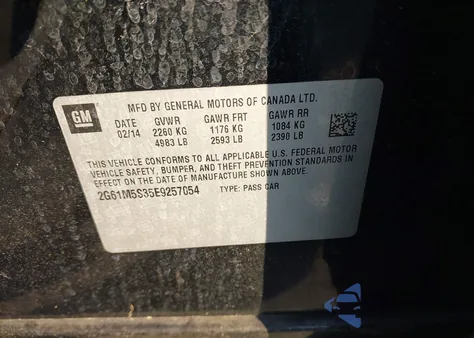 GM
MFD BY GENERAL MOTORS OF CANADA LTD.
DATE GVWR GAWR FRT GAWR RR
02/14 2260 KG 1176 KG 1084 KG
4983 LB 2593 LB 2390 LB
THIS VEHICLE CONFORMS TO ALL APPLICABLE U.S. FEDERAL MOTOR
VEHICLE SAFETY, BUMPER, AND THEFT PREVENTION STANDARDS IN
EFFECT ON THE DATE OF MANUFACTURE SHOWN ABOVE.
2G61M5S35E9257054 TYPE: PASS CAR